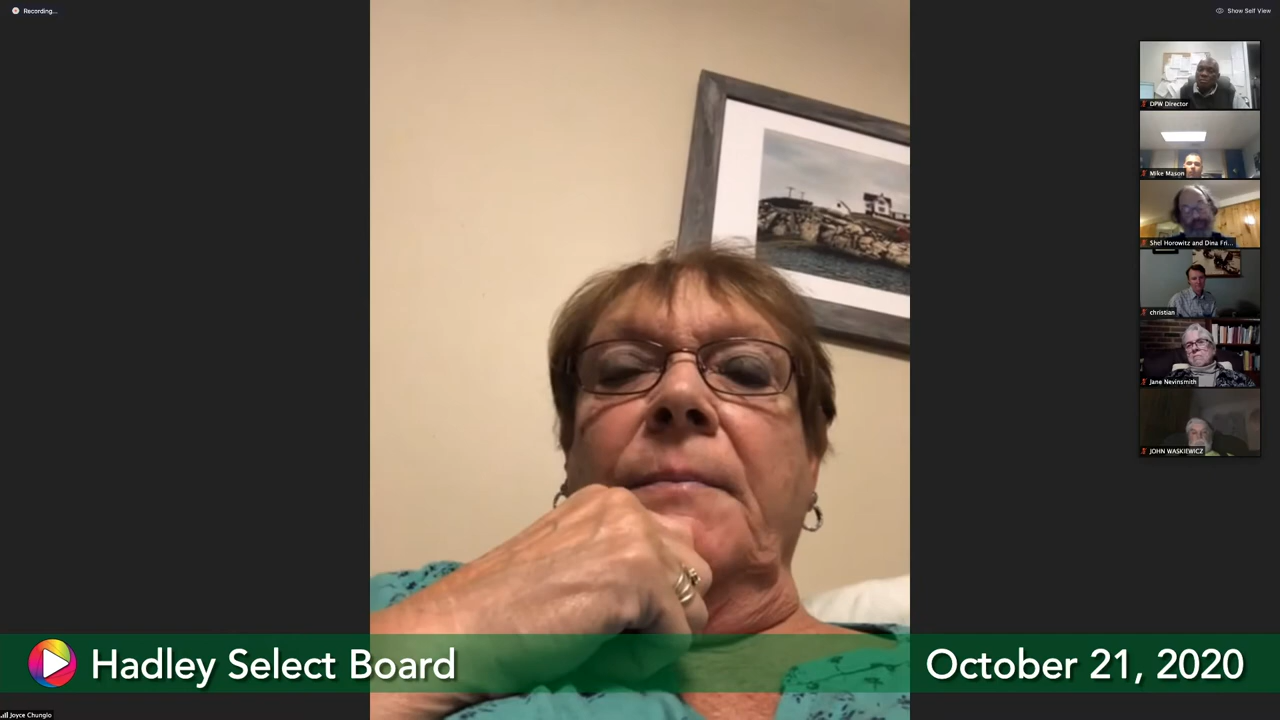 Recording...
Show Self View
DPW Director
Mike Mason
Shel Horowitz and Dina Fri...
christian
Jane Nevinsmith
JOHN WASKIEWICZ
Hadley Select Board
October 21, 2020
Joyce Chunglo